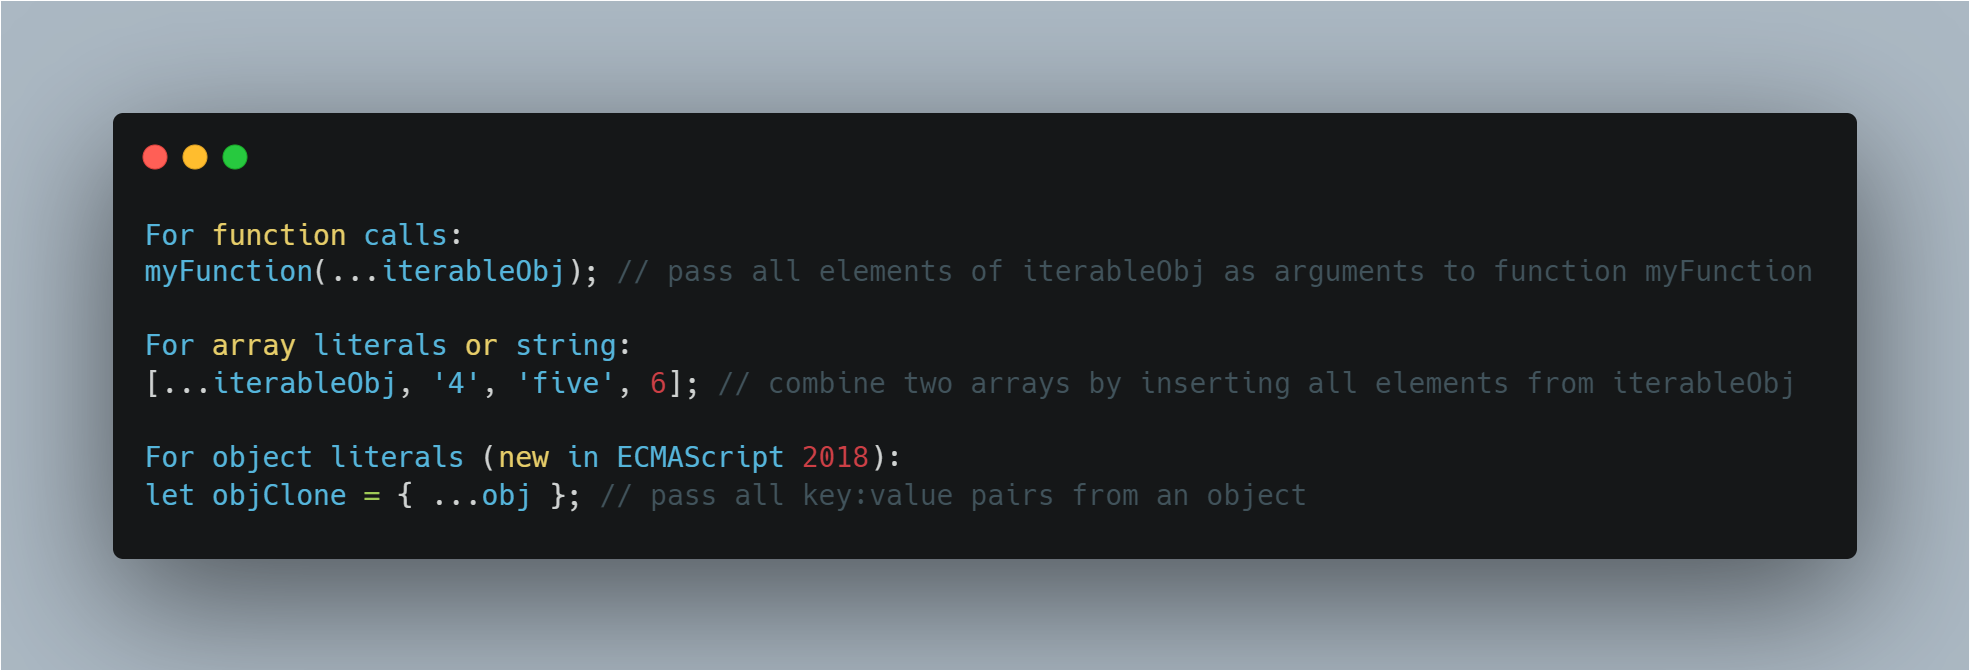 For function calls:
myFunction(...iterableObj); // pass all elements of iterableObj as arguments to function myFunction
For array literals or string:
[...iterableObj, '4', 'five', 6]; // combine two arrays by inserting all elements from iterableObj
For object literals (new in ECMAScript 2018):
let objClone = { ...obj }; // pass all key:value pairs from an object